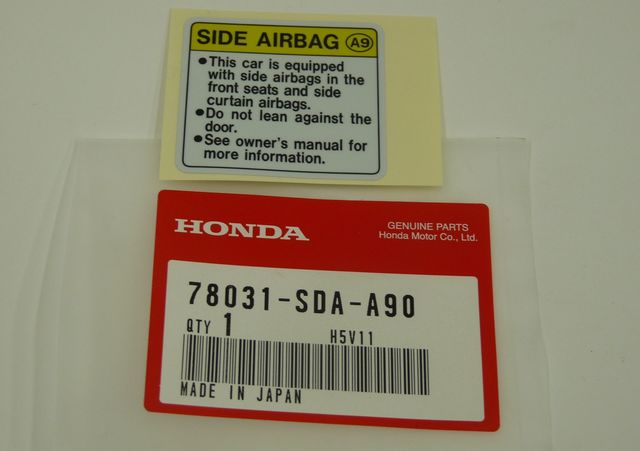 SIDE AIRBAG A9
•This car is equipped
with side airbags in the
front seats and side
curtain airbags.
•Do not lean against the
door.
•See owner's manual for
more information.
HONDA
GENUINE PARTS
Honda Motor Co., Ltd.
78031-SDA-A90
QTY 1 H5V11
MADE IN JAPAN